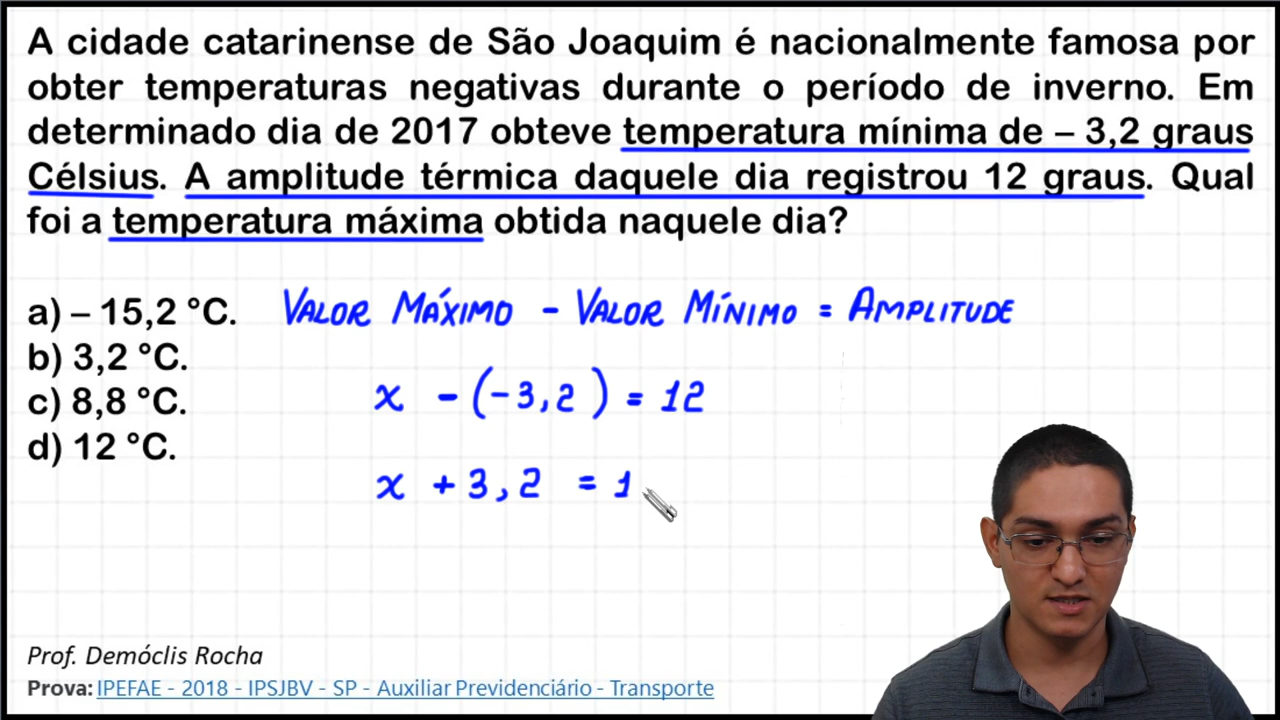 A cidade catarinense de São Joaquim é nacionalmente famosa por
obter temperaturas negativas durante o período de inverno. Em
determinado dia de 2017 obteve temperatura mínima de – 3,2 graus
Célsius. A amplitude térmica daquele dia registrou 12 graus. Qual
foi a temperatura máxima obtida naquele dia?
a) – 15,2 °C.
b) 3,2 °C.
c) 8,8 °C.
d) 12 °C.
VALOR MÁXIMO - VALOR MÍNIMO = AMPLITUDE
x - (-3,2) = 12
x + 3,2 = 1
Prof. Demóclis Rocha
Prova: IPEFAE - 2018 - IPSJBV - SP - Auxiliar Previdenciário - Transporte